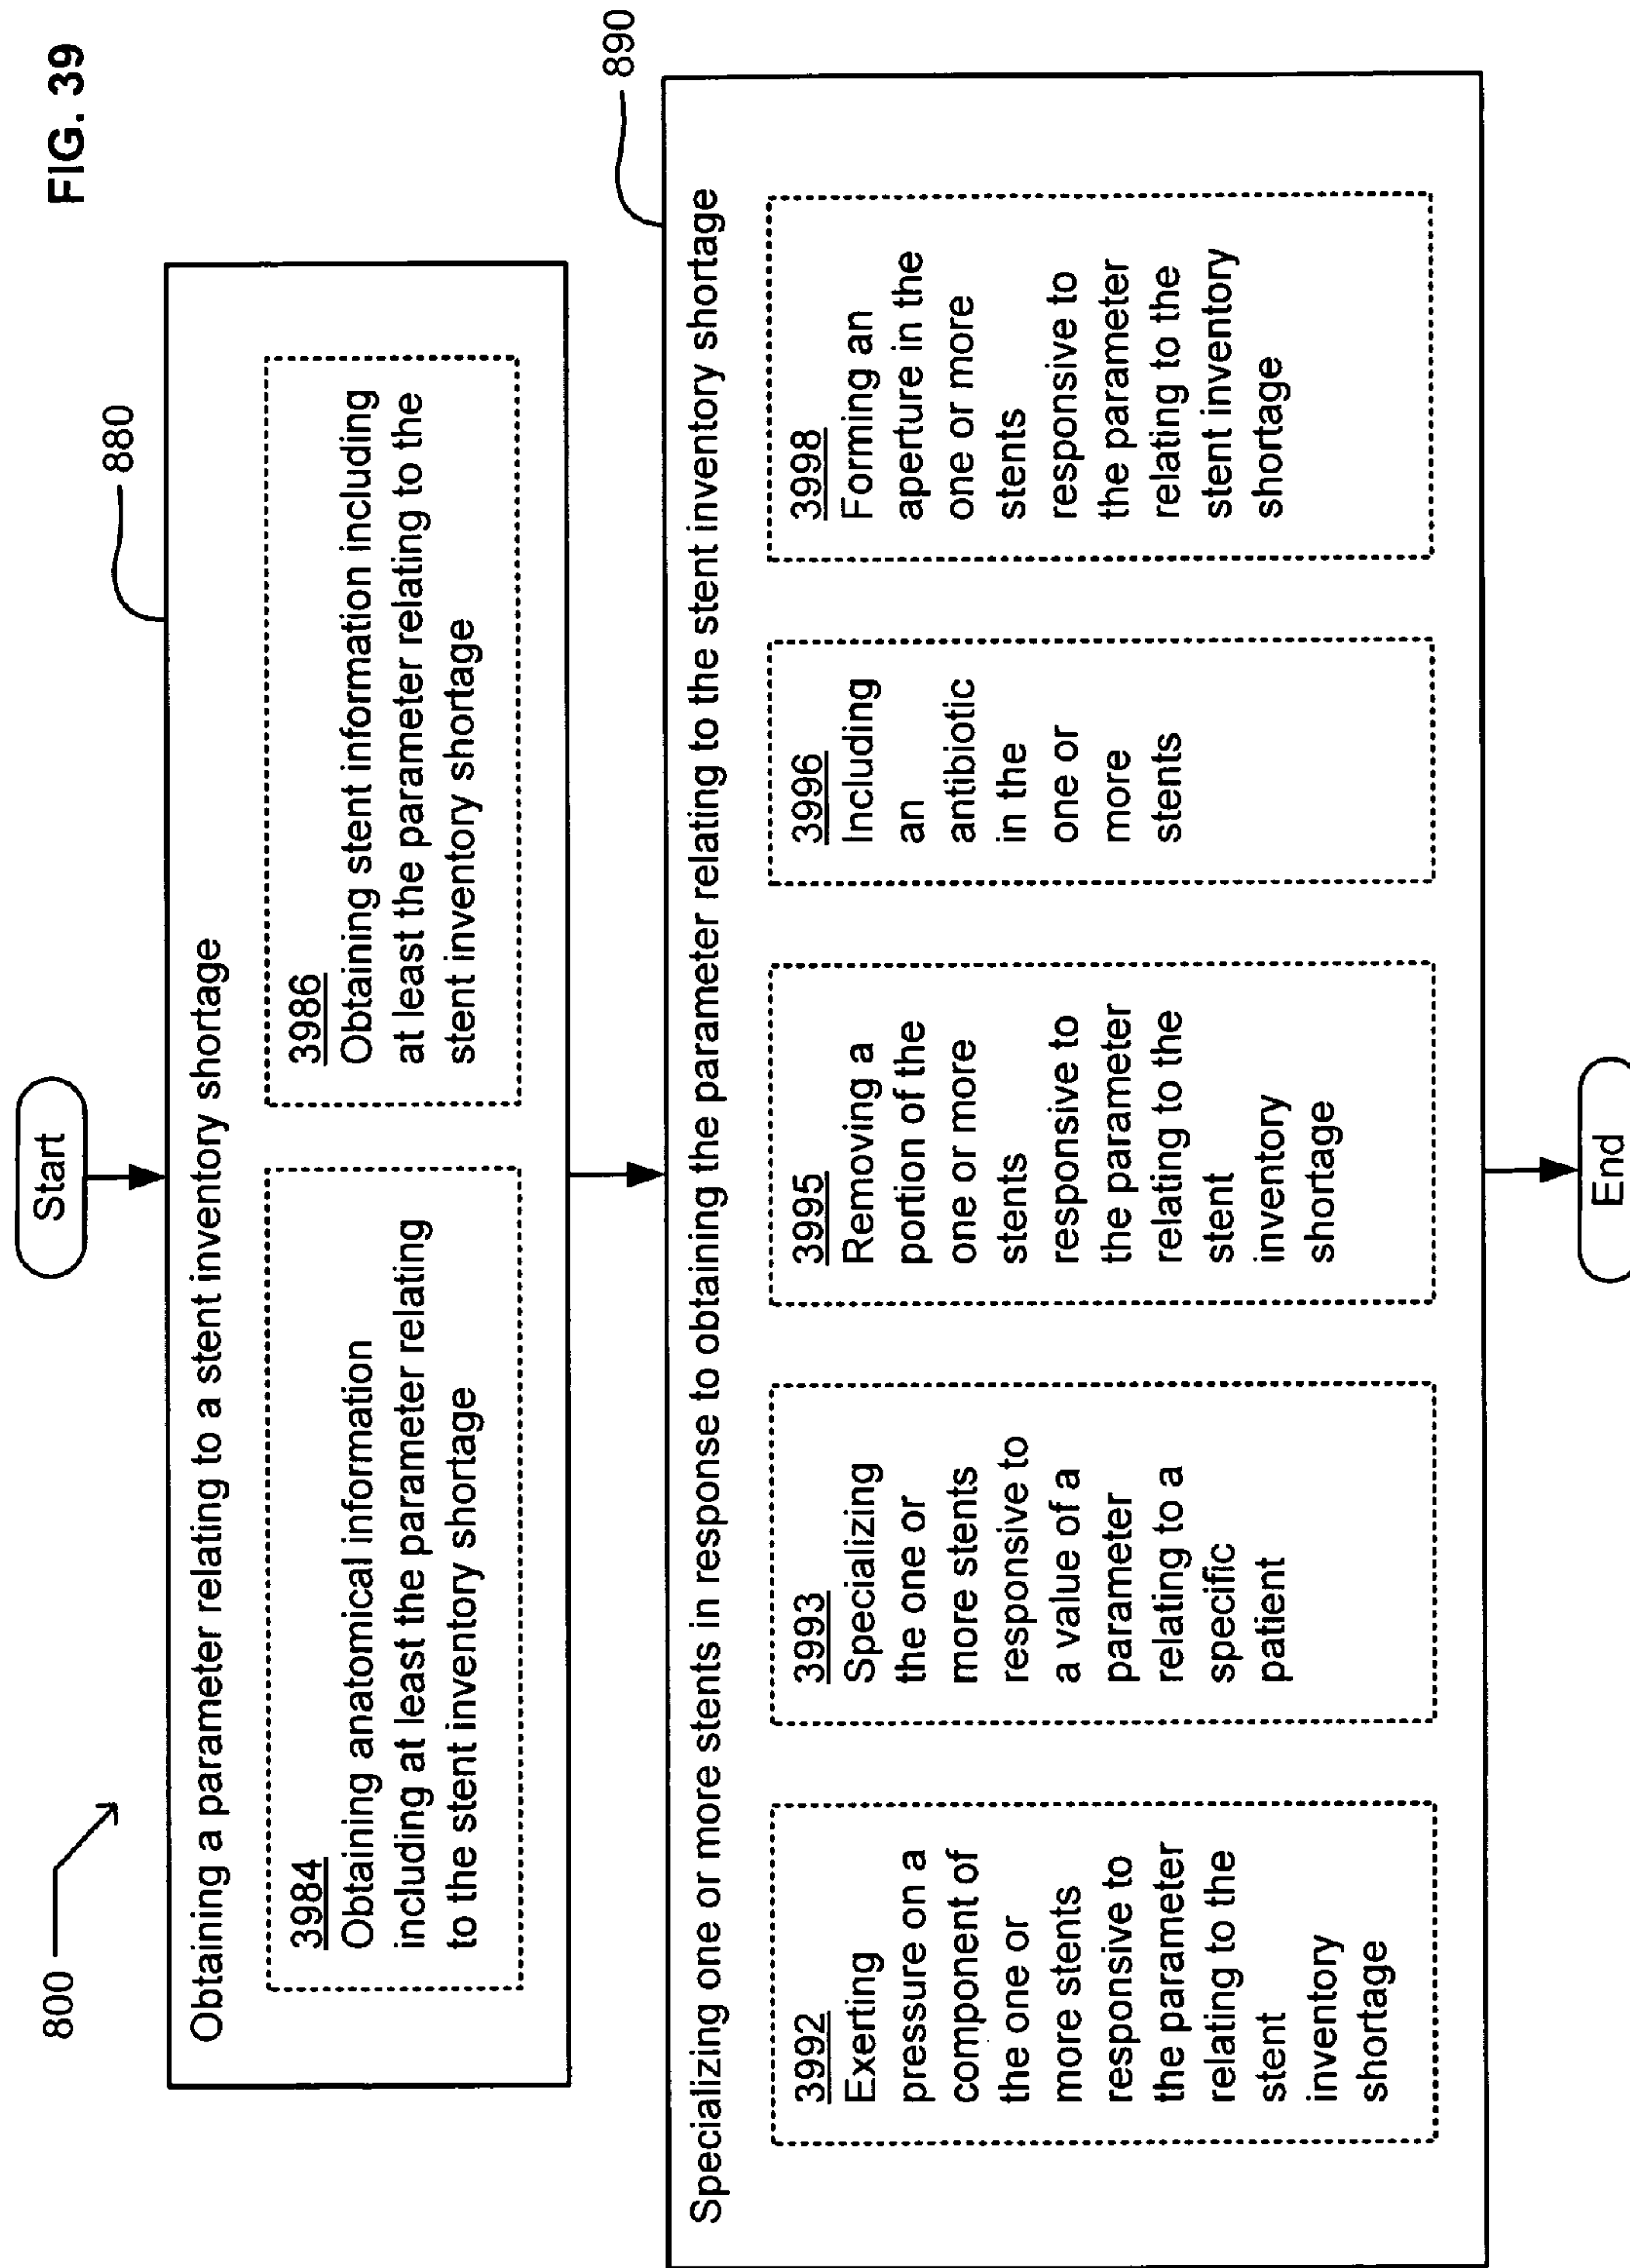 FIG. 39
800
Start
880
Obtaining a parameter relating to a stent inventory shortage
3984
Obtaining anatomical information
including at least the parameter relating
to the stent inventory shortage
3986
Obtaining stent information including
at least the parameter relating to the
stent inventory shortage
890
Specializing one or more stents in response to obtaining the parameter relating to the stent inventory shortage
3992
Exerting
pressure on a
component of
the one or
more stents
responsive to
the parameter
relating to the
stent
inventory
shortage
3993
Specializing
the one or
more stents
responsive to
a value of a
parameter
relating to a
specific
patient
3995
Removing a
portion of the
one or more
stents
responsive to
the parameter
relating to the
stent
inventory
shortage
3996
Including
an
antibiotic
in the
one or
more
stents
3998
Forming an
aperture in the
one or more
stents
responsive to
the parameter
relating to the
stent inventory
shortage
End